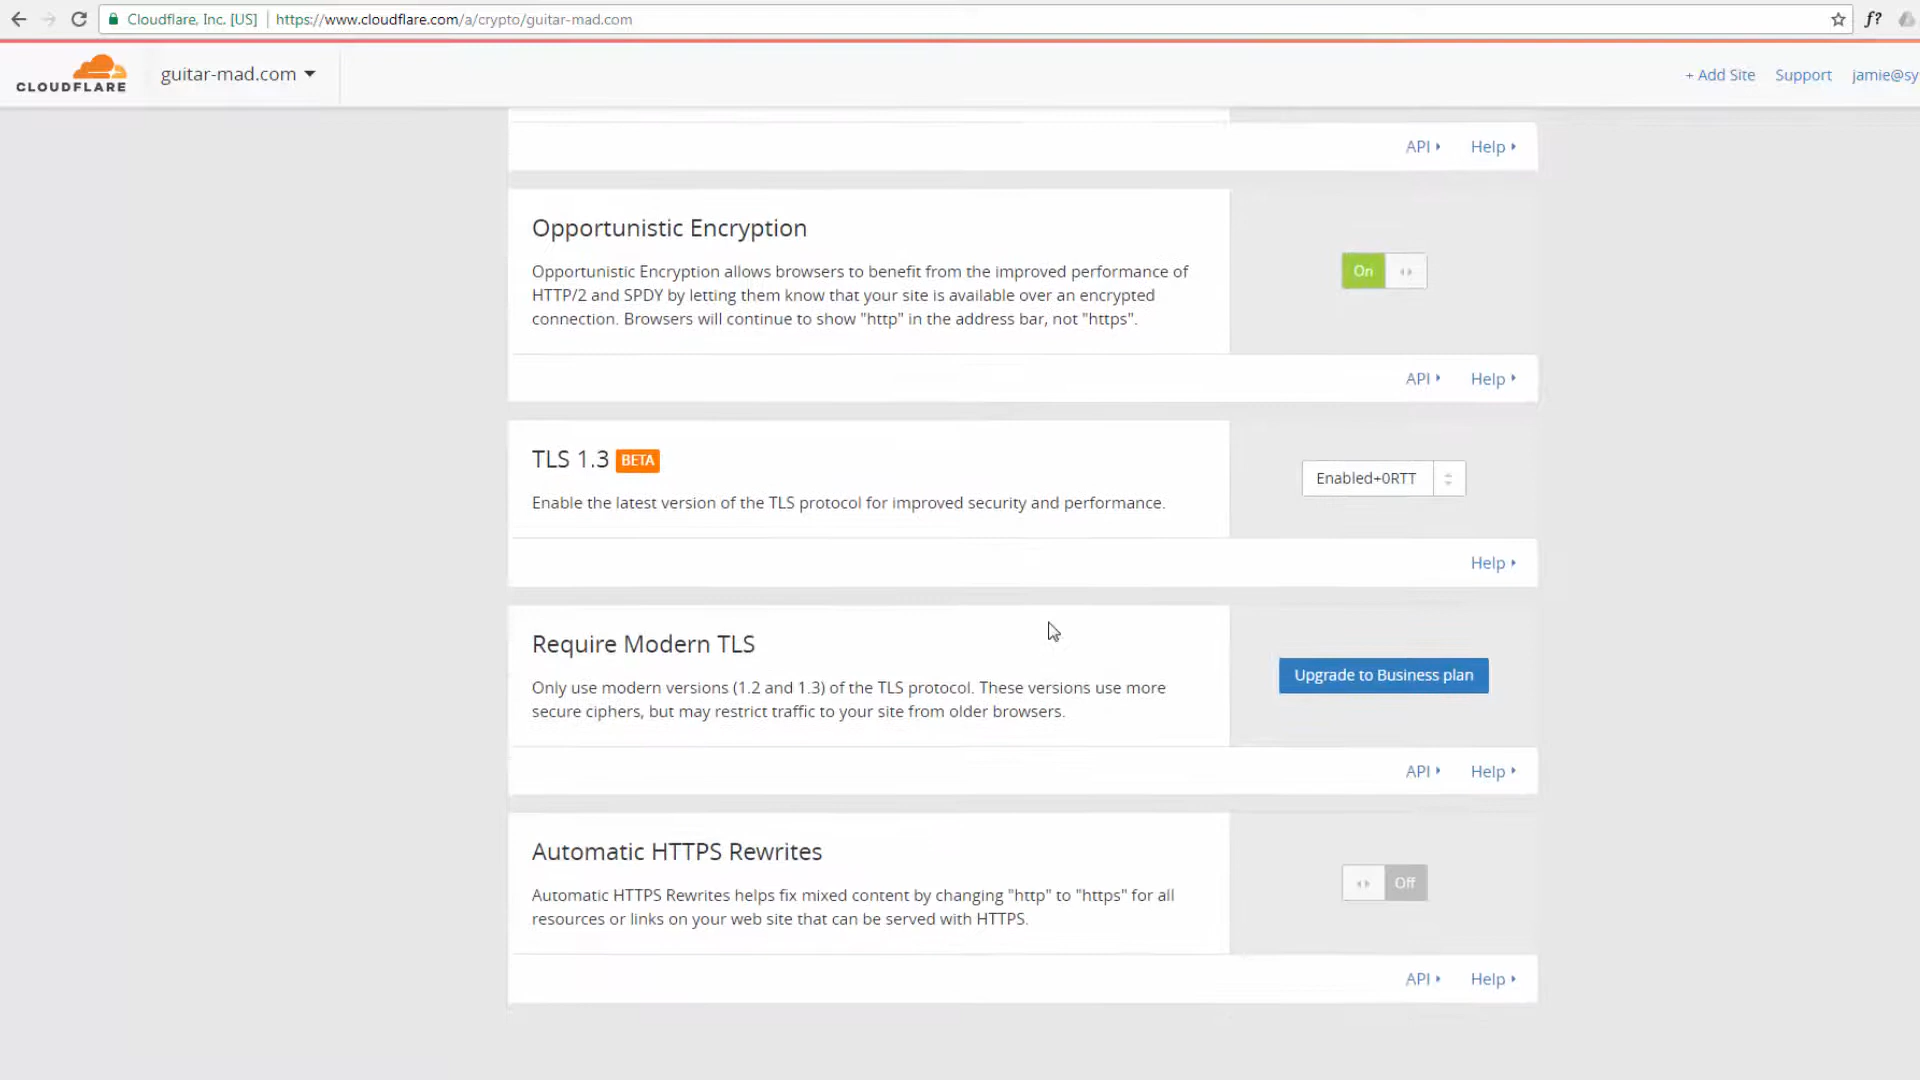 Cloudflare, Inc. [US]
https://www.cloudflare.com/a/crypto/guitar-mad.com
f?
CLOUDFLARE
guitar-mad.com
+ Add Site
Support
jamie@sy
API
Help
Opportunistic Encryption
Opportunistic Encryption allows browsers to benefit from the improved performance of
HTTP/2 and SPDY by letting them know that your site is available over an encrypted
connection. Browsers will continue to show "http" in the address bar, not "https".
On
API
Help
TLS 1.3 BETA
Enable the latest version of the TLS protocol for improved security and performance.
Enabled+0RTT
Help
Require Modern TLS
Only use modern versions (1.2 and 1.3) of the TLS protocol. These versions use more
secure ciphers, but may restrict traffic to your site from older browsers.
Upgrade to Business plan
API
Help
Automatic HTTPS Rewrites
Automatic HTTPS Rewrites helps fix mixed content by changing "http" to "https" for all
resources or links on your web site that can be served with HTTPS.
Off
API
Help